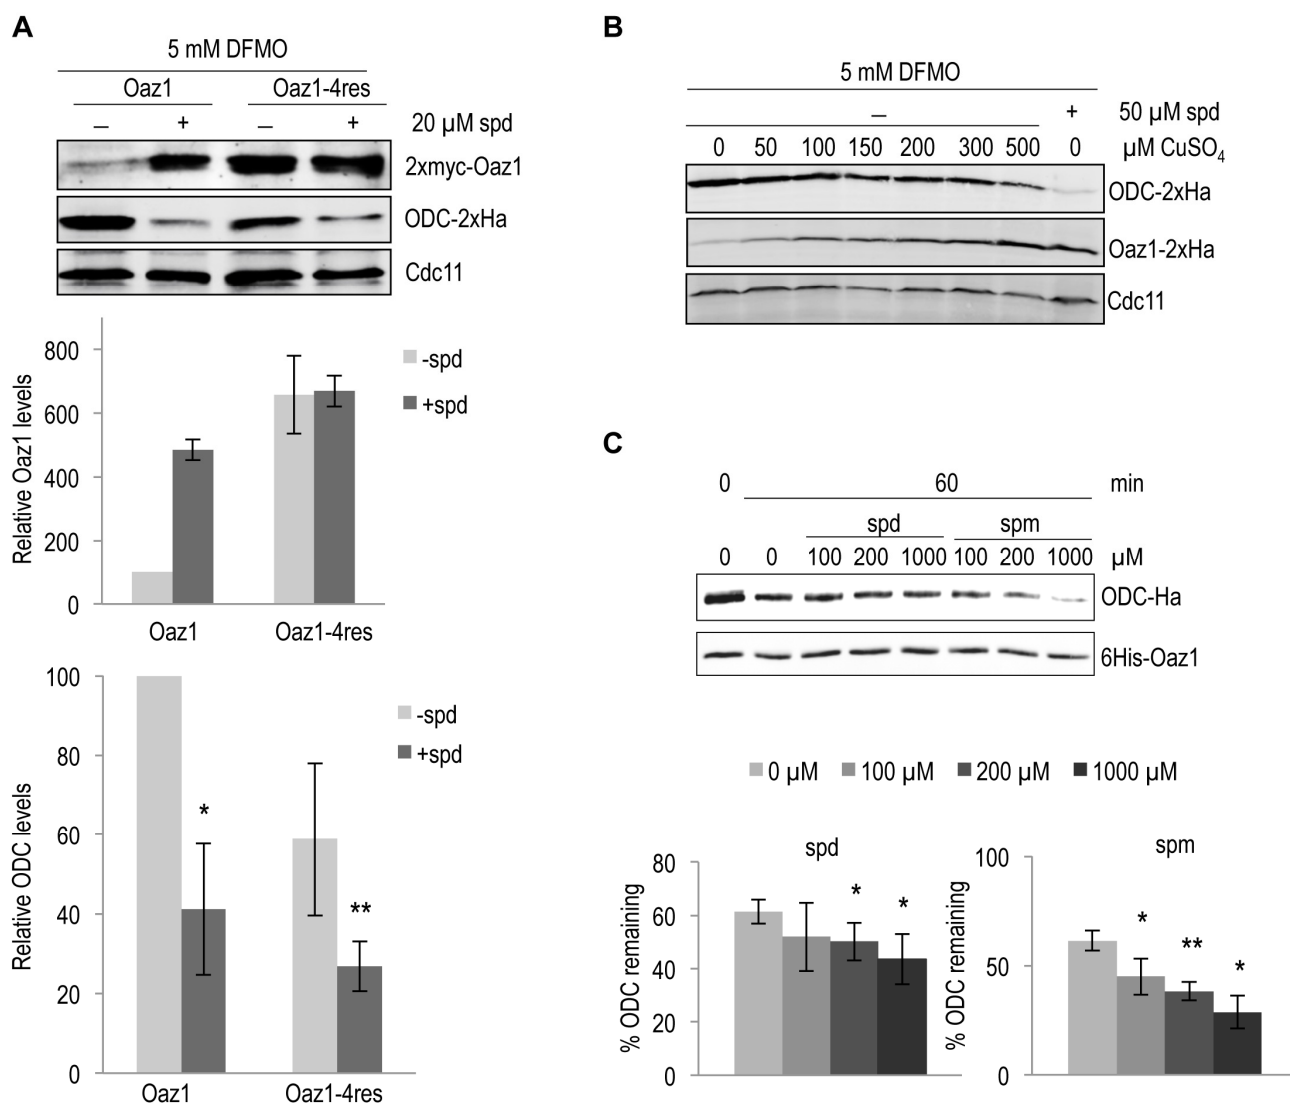 A
5 mM DFMO
Oaz1 Oaz1-4res
– + – + 20 µM spd
2xmyc-Oaz1
ODC-2xHa
Cdc11
Relative Oaz1 levels
800
600
400
200
0
-spd
+spd
Oaz1 Oaz1-4res
Relative ODC levels
100
80
60
40
20
0
-spd
+spd
*
**
Oaz1 Oaz1-4res
B
5 mM DFMO
– + 50 µM spd
0 50 100 150 200 300 500 0 µM CuSO₄
ODC-2xHa
Oaz1-2xHa
Cdc11
C
0 60 min
spd spm
0 0 100 200 1000 100 200 1000 µM
ODC-Ha
6His-Oaz1
0 µM 100 µM 200 µM 1000 µM
spd
% ODC remaining
80
60
40
20
0
* *
spm
% ODC remaining
100
50
0
* ** *